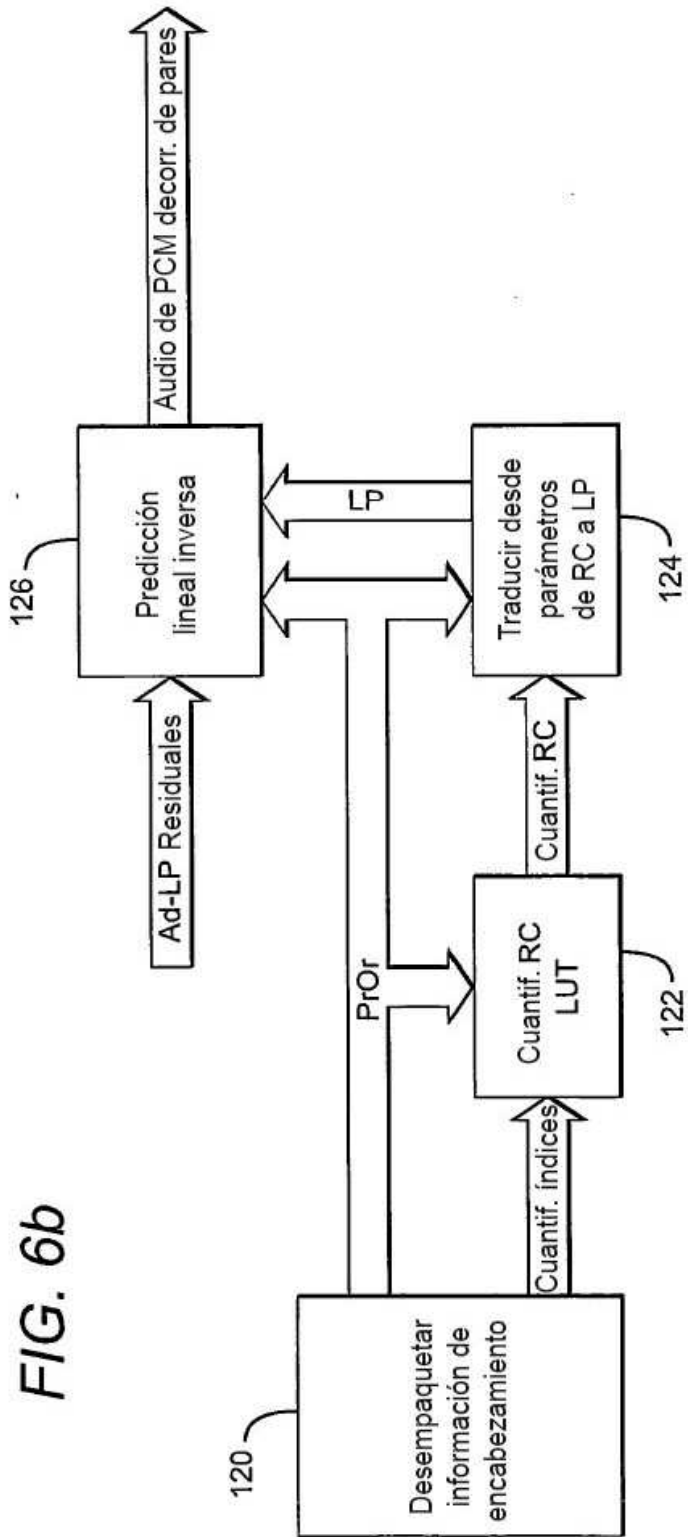 FIG. 6b
126
Predicción
lineal inversa
Audio de PCM decorr. de pares
Ad-LP Residuales
LP
PrOr
120
Desempaquetar
información de
encabezamiento
Cuantif. índices
Cuantif. RC
LUT
122
Cuantif. RC
Traducir desde
parámetros
de RC a LP
124